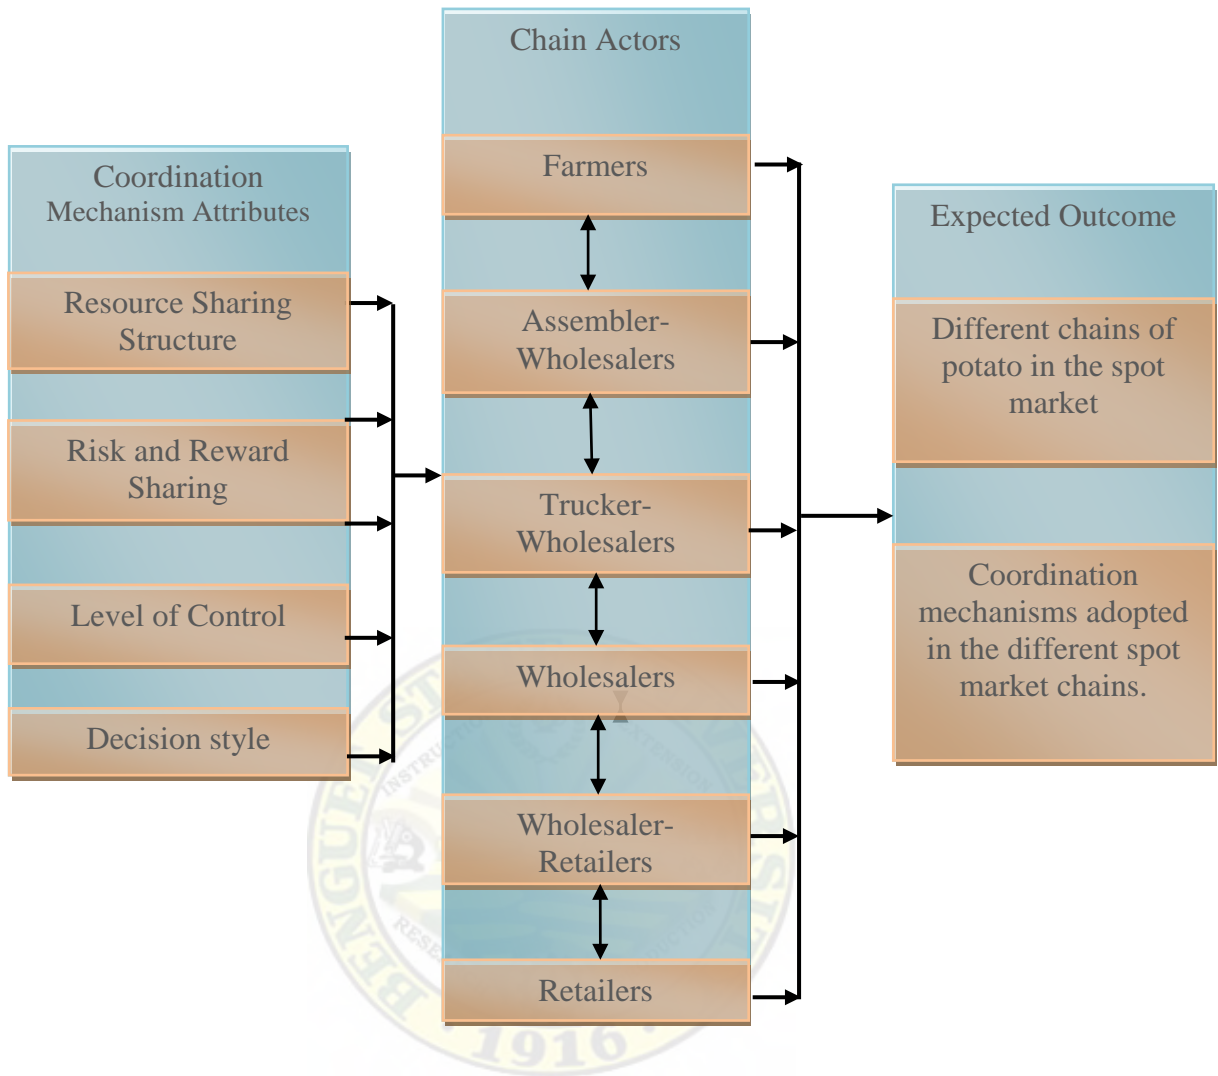 Coordination
Mechanism Attributes
Resource Sharing
Structure
Risk and Reward
Sharing
Level of Control
Decision style
Chain Actors
Farmers
Assembler-
Wholesalers
Trucker-
Wholesalers
Wholesalers
Wholesaler-
Retailers
Retailers
Expected Outcome
Different chains of
potato in the spot
market
Coordination
mechanisms adopted
in the different spot
market chains.
1916